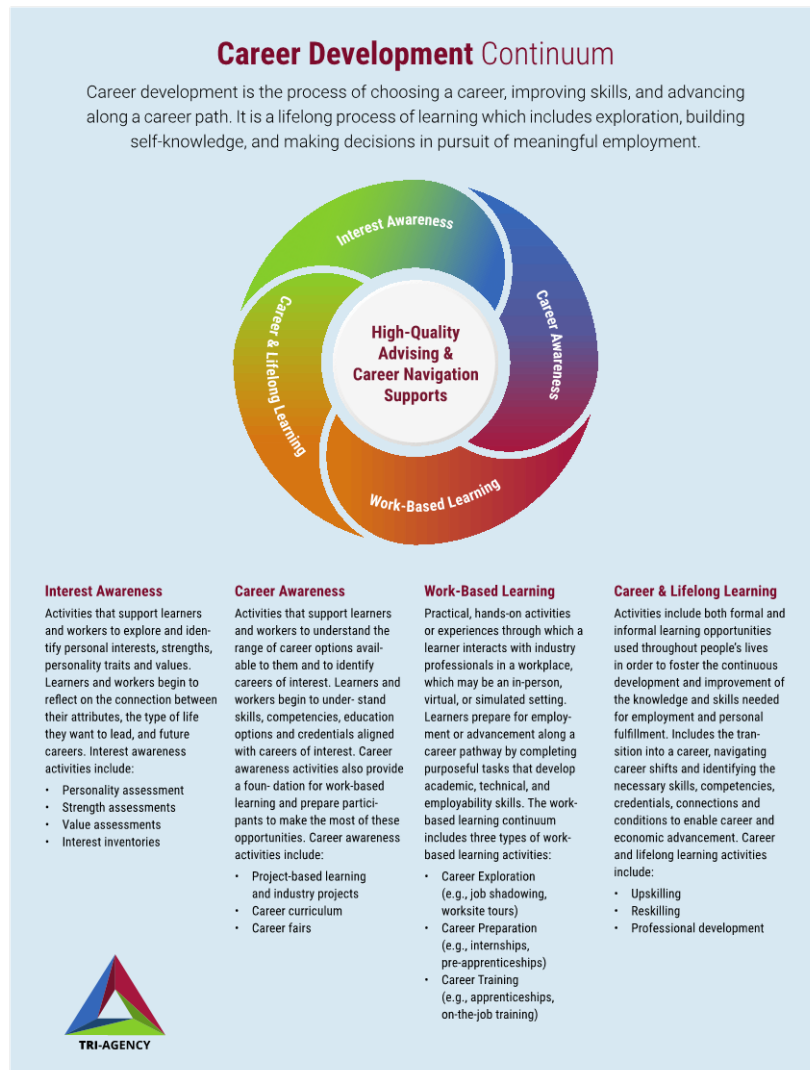 Career Development Continuum
Career development is the process of choosing a career, improving skills, and advancing
along a career path. It is a lifelong process of learning which includes exploration, building
self-knowledge, and making decisions in pursuit of meaningful employment.
Interest Awareness
Career Awareness
Work-Based Learning
Career & Lifelong Learning
High-Quality
Advising &
Career Navigation
Supports
Interest Awareness
Activities that support learners
and workers to explore and iden-
tify personal interests, strengths,
personality traits and values.
Learners and workers begin to
reflect on the connection between
their attributes, the type of life
they want to lead, and future
careers. Interest awareness
activities include:
• Personality assessment
• Strength assessments
• Value assessments
• Interest inventories
Career Awareness
Activities that support learners
and workers to understand the
range of career options avail-
able to them and to identify
careers of interest. Learners and
workers begin to under- stand
skills, competencies, education
options and credentials aligned
with careers of interest. Career
awareness activities also provide
a foun- dation for work-based
learning and prepare partici-
pants to make the most of these
opportunities. Career awareness
activities include:
• Project-based learning
and industry projects
• Career curriculum
• Career fairs
Work-Based Learning
Practical, hands-on activities
or experiences through which a
learner interacts with industry
professionals in a workplace,
which may be an in-person,
virtual, or simulated setting.
Learners prepare for employ-
ment or advancement along a
career pathway by completing
purposeful tasks that develop
academic, technical, and
employability skills. The work-
based learning continuum
includes three types of work-
based learning activities:
• Career Exploration
(e.g., job shadowing,
worksite tours)
• Career Preparation
(e.g., internships,
pre-apprenticeships)
• Career Training
(e.g., apprenticeships,
on-the-job training)
Career & Lifelong Learning
Activities include both formal and
informal learning opportunities
used throughout people's lives
in order to foster the continuous
development and improvement of
the knowledge and skills needed
for employment and personal
fulfillment. Includes the tran-
sition into a career, navigating
career shifts and identifying the
necessary skills, competencies,
credentials, connections and
conditions to enable career and
economic advancement. Career
and lifelong learning activities
include:
• Upskilling
• Reskilling
• Professional development
TRI-AGENCY